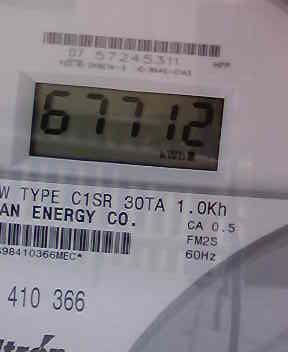 07 57245311
67712
kWh
W TYPE C1SR 30TA 1.0Kh
AN ENERGY CO.
CA 0.5
FM2S
60Hz
98410366MEC*
410 366